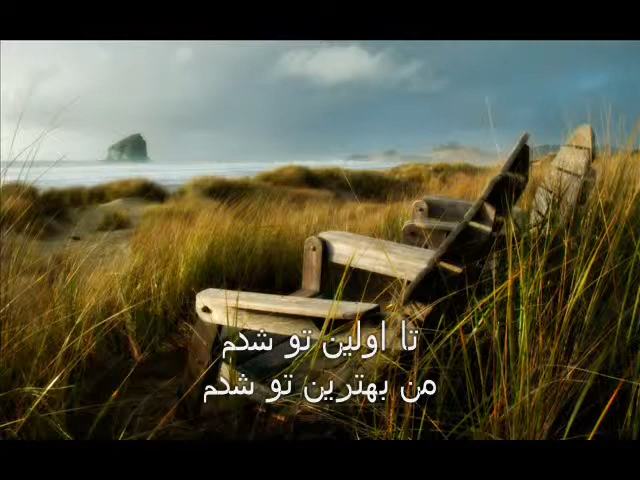 تا اولین تو شدم
من بهترین تو شدم